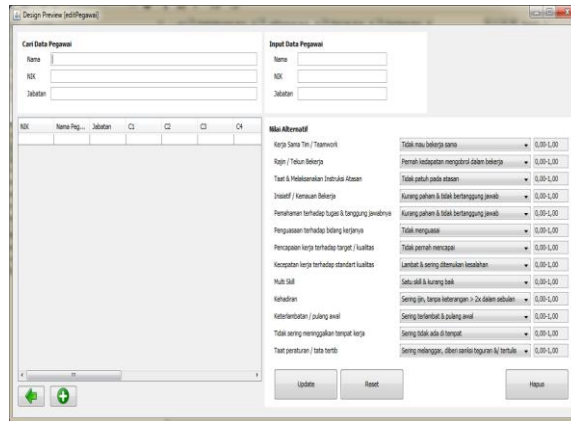 Design Preview [editPegawai]
Cari Data Pegawai
Nama
NIK
Jabatan
Input Data Pegawai
Nama
NIK
Jabatan
NIK Nama Peg... Jabatan C1 C2 C3 C4
Nilai Alternatif
Kerja Sama Tim / Teamwork Tidak mau bekerja sama 0,00-1,00
Rajin / Tekun Bekerja Pernah kedapatan mengobrol dalam bekerja 0,00-1,00
Taat & Melaksanakan Instruksi Atasan Tidak patuh pada atasan 0,00-1,00
Inisiatif / Kemauan Bekerja Kurang paham & tidak bertanggung jawab 0,00-1,00
Pemahaman terhadap tugas & tanggung jawabnya Kurang paham & tidak bertanggung jawab 0,00-1,00
Penguasaan terhadap bidang kerjanya Tidak menguasai 0,00-1,00
Pencapaian kerja terhadap target / kualitas Tidak pernah mencapai 0,00-1,00
Kecepatan kerja terhadap standart kualitas Lambat & sering ditemukan kesalahan 0,00-1,00
Multi Skill Satu skill & kurang baik 0,00-1,00
Kehadiran Sering ijin, tanpa keterangan > 2x dalam sebulan 0,00-1,00
Keterlambatan / pulang awal Sering terlambat & pulang awal 0,00-1,00
Tidak sering meninggalkan tempat kerja Sering tidak ada di tempat 0,00-1,00
Taat peraturan / tata tertib Sering melanggar, diberi sanksi teguran &/ tertulis 0,00-1,00
Update Reset Hapus